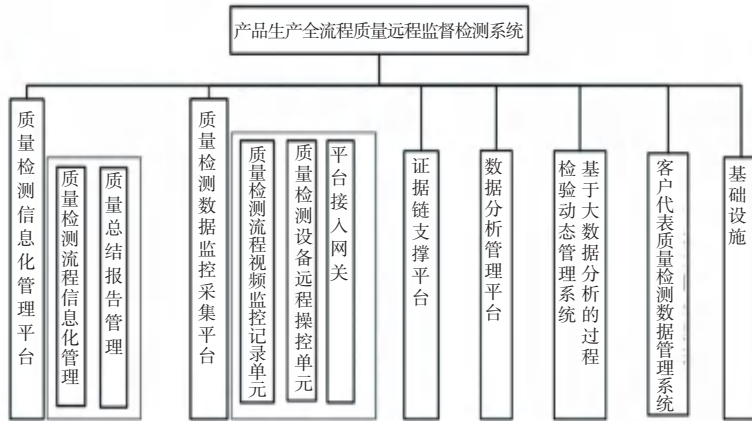 产品生产全流程质量远程监督检测系统
质量检测信息化管理平台
质量检测流程信息化管理
质量总结报告管理
质量检测数据监控采集平台
质量检测流程视频监控记录单元
质量检测设备远程操控单元
平台接入网关
证据链支撑平台
数据分析管理平台
基于大数据分析的过程
检验动态管理系统
客户代表质量检测数据管理系统
基础设施